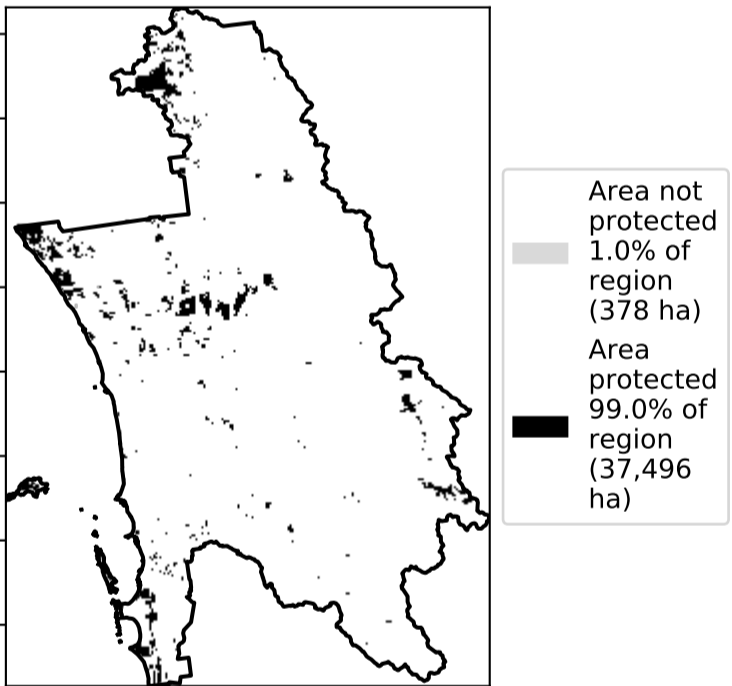 Area not
protected
1.0% of
region
(378 ha)
Area
protected
99.0% of
region
(37,496
ha)